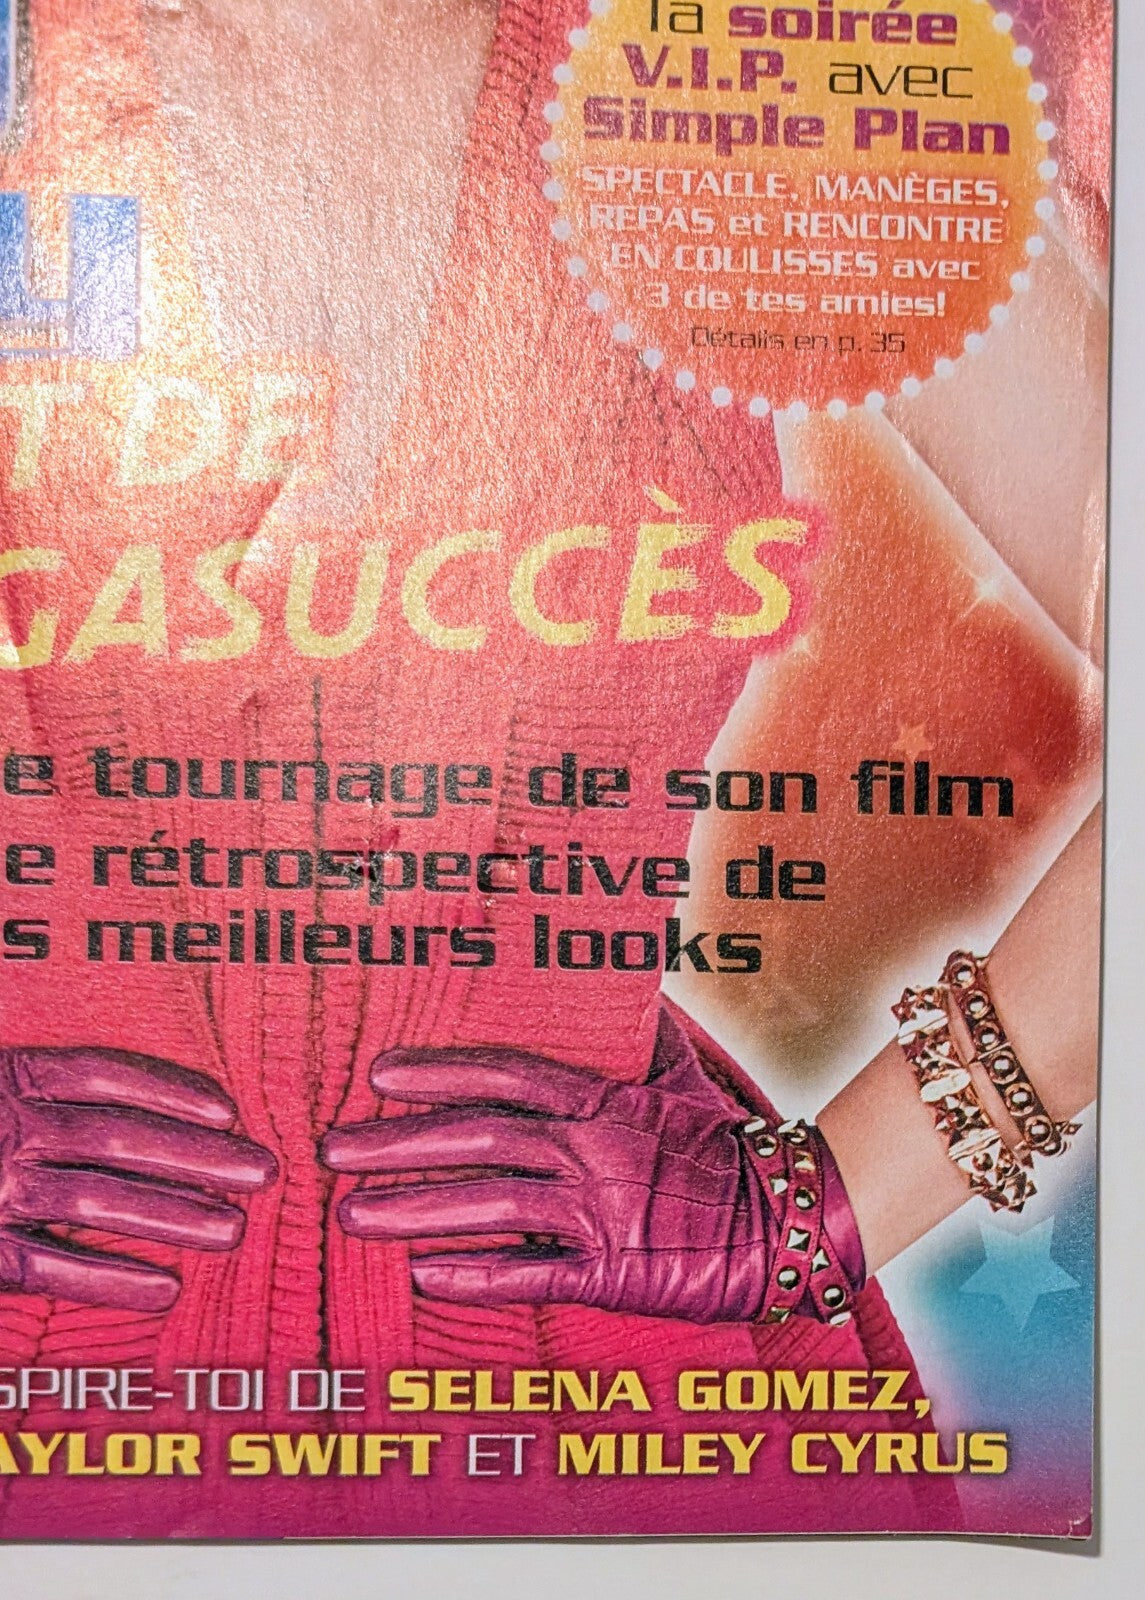 la soirée
V.I.P. avec
Simple Plan
SPECTACLE, MANÈGES,
REPAS et RENCONTRE
EN COULISSES avec
3 de tes amies!
Détails en p. 35
T DE
GASUCCÈS
e tournage de son film
e rétrospective de
s meilleurs looks
SPIRE-TOI DE SELENA GOMEZ,
AYLOR SWIFT ET MILEY CYRUS